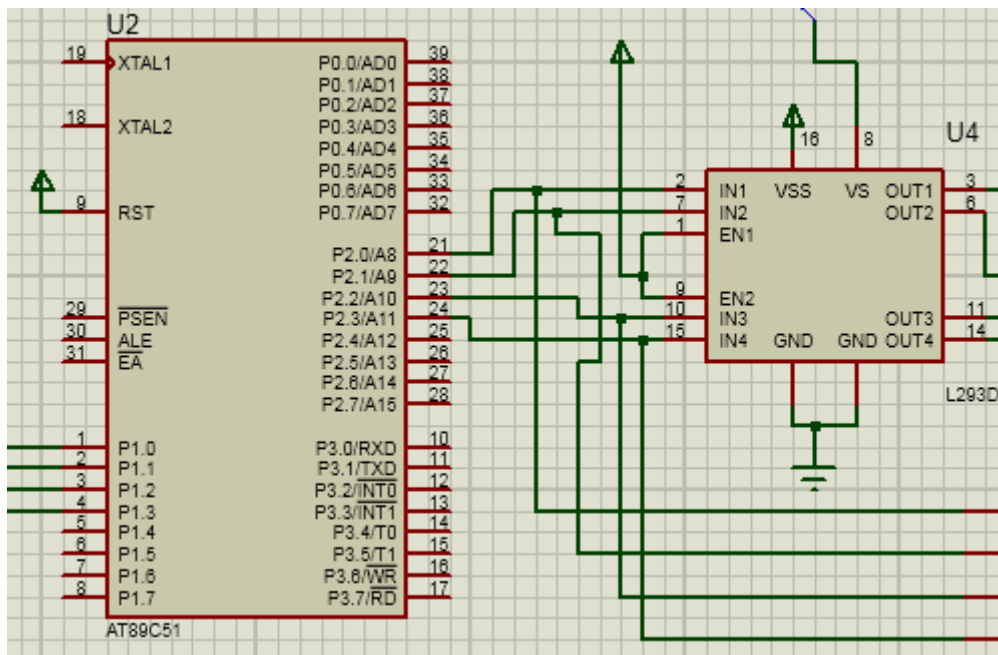 U2
19 XTAL1
18 XTAL2
9 RST
29 PSEN
30 ALE
31 EA
1 P1.0
2 P1.1
3 P1.2
4 P1.3
5 P1.4
6 P1.5
7 P1.6
8 P1.7
P0.0/AD0 39
P0.1/AD1 38
P0.2/AD2 37
P0.3/AD3 36
P0.4/AD4 35
P0.5/AD5 34
P0.6/AD6 33
P0.7/AD7 32
P2.0/A8 21
P2.1/A9 22
P2.2/A10 23
P2.3/A11 24
P2.4/A12 25
P2.5/A13 26
P2.6/A14 27
P2.7/A15 28
P3.0/RXD 10
P3.1/TXD 11
P3.2/INT0 12
P3.3/INT1 13
P3.4/T0 14
P3.5/T1 15
P3.6/WR 16
P3.7/RD 17
AT89C51
U4
16 8
2 IN1 VSS VS OUT1 3
7 IN2 OUT2 6
1 EN1
9 EN2
10 IN3 OUT3 11
15 IN4 GND GND OUT4 14
L293D